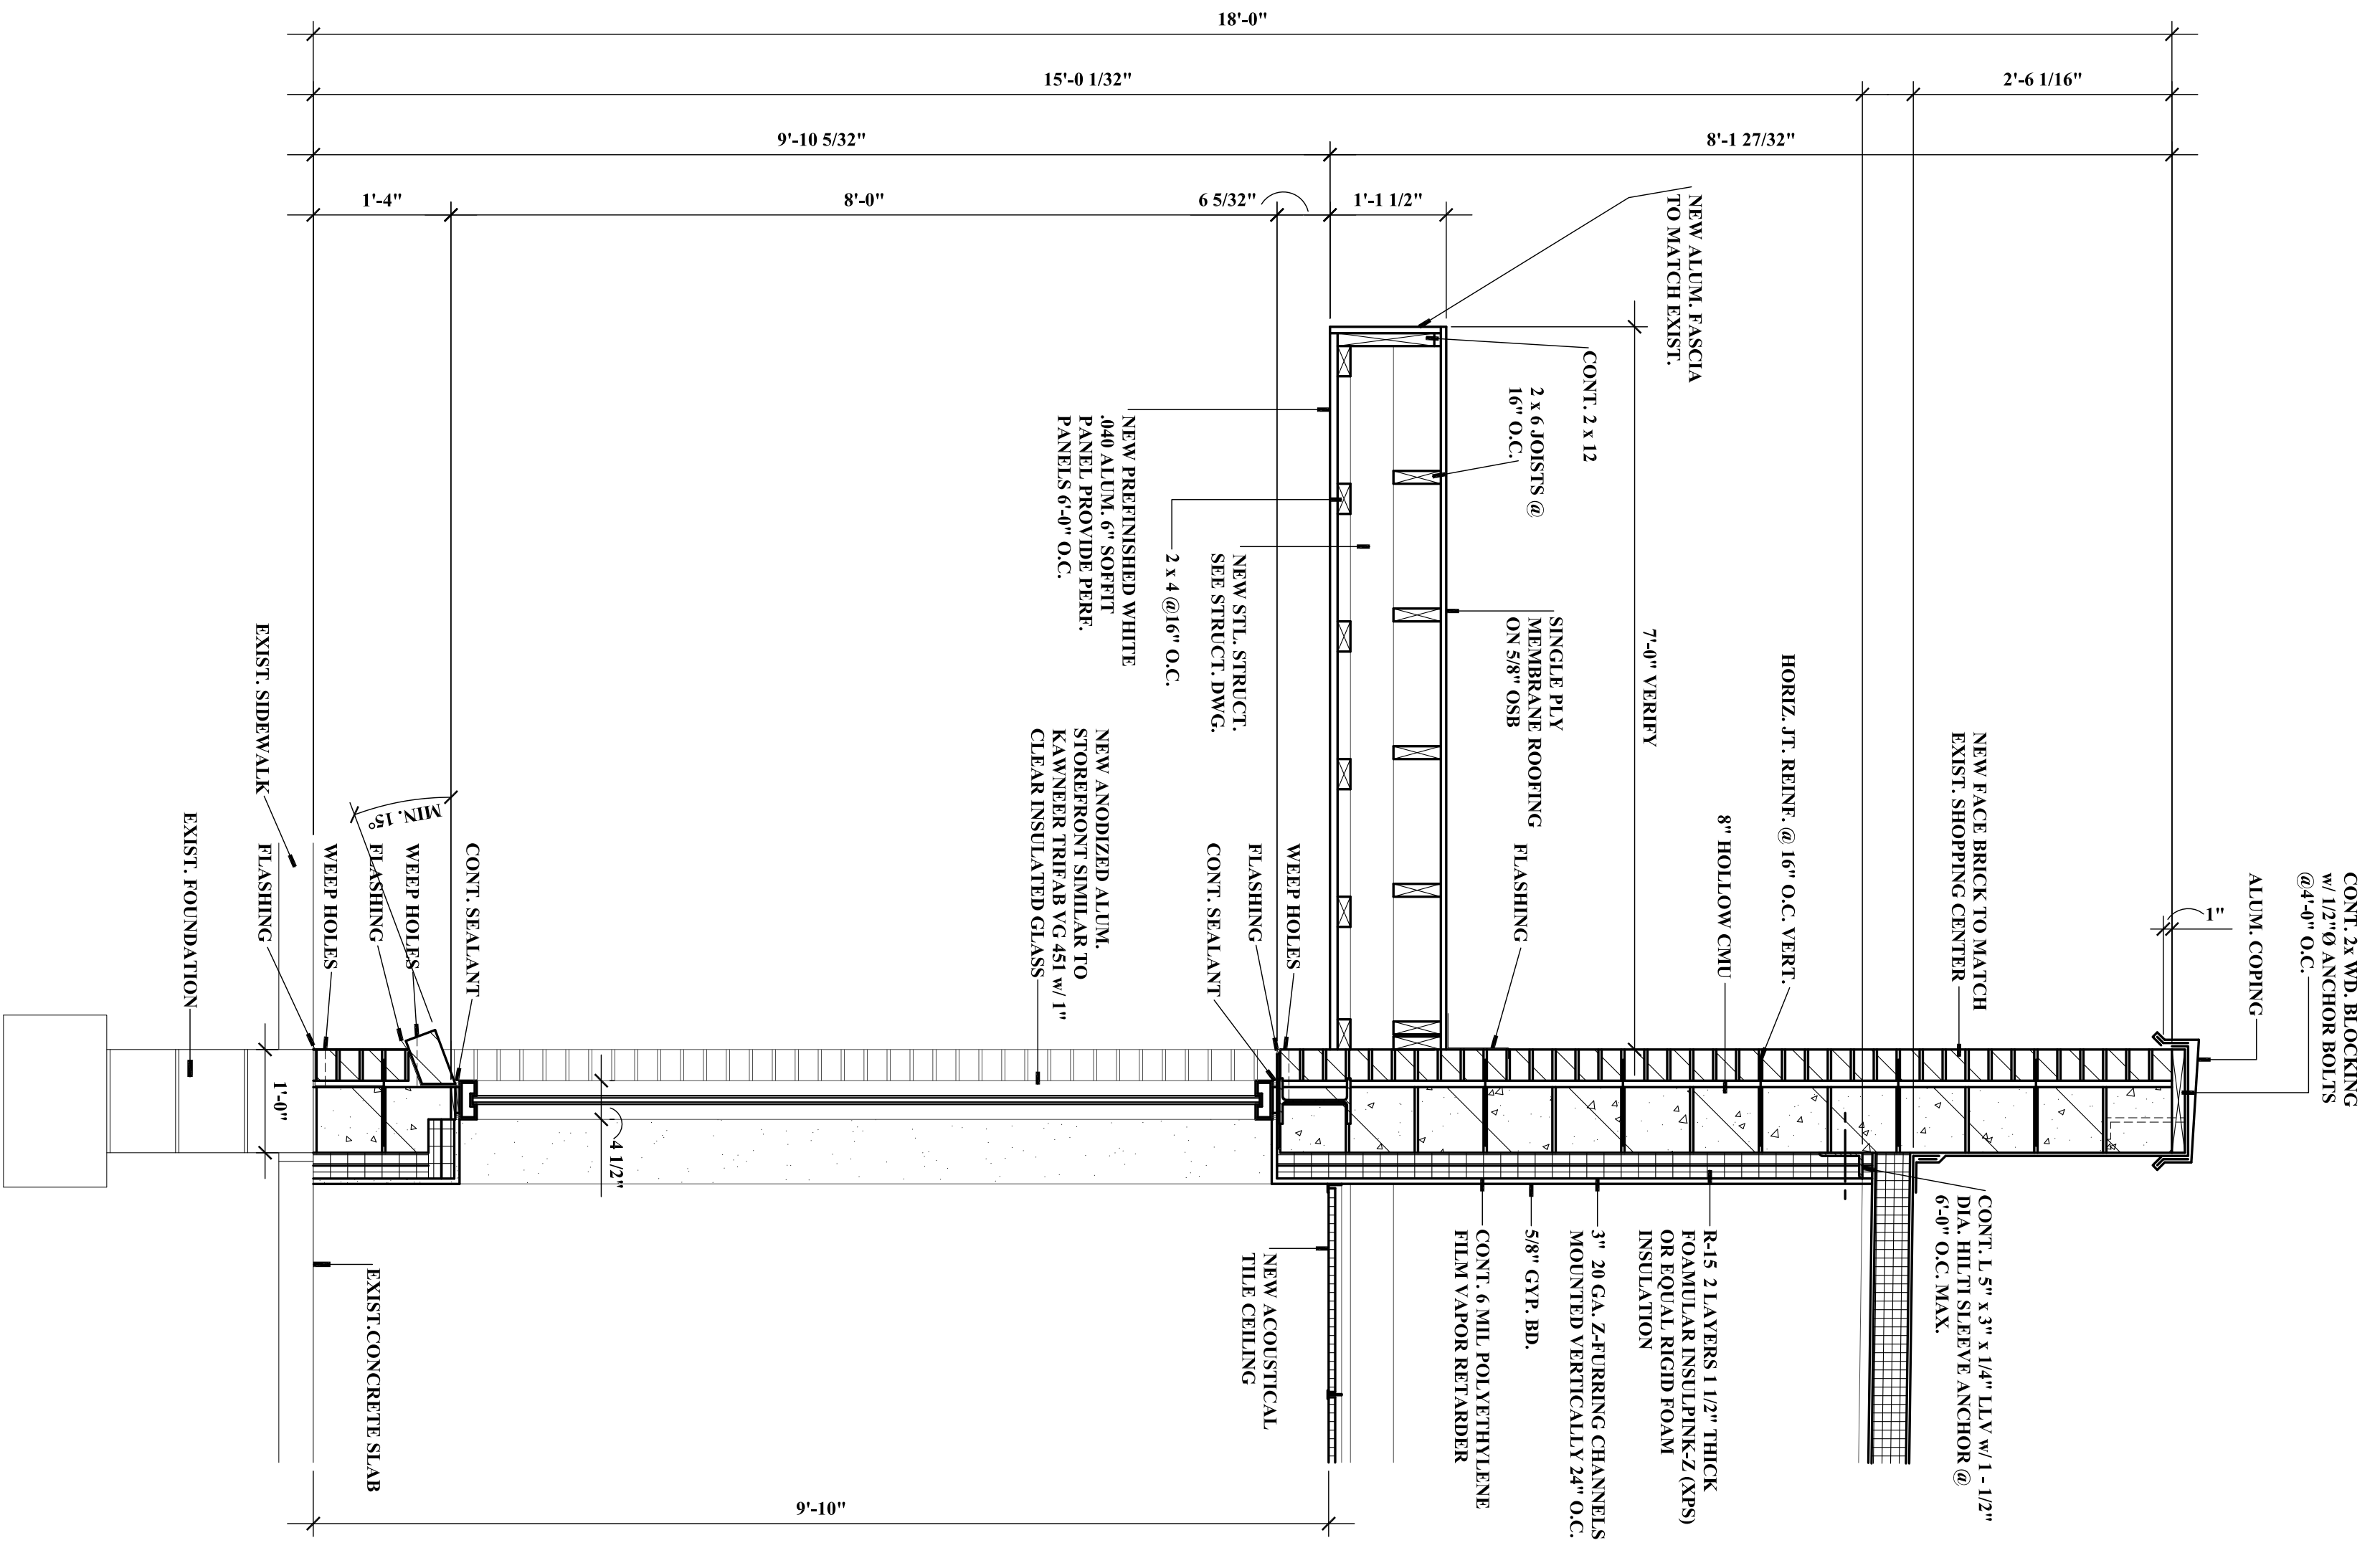 18'-0"
15'-0 1/32"
2'-6 1/16"
9'-10 5/32"
8'-1 27/32"
1'-4"
8'-0"
6 5/32"
1'-1 1/2"
NEW ALUM. FASCIA
TO MATCH EXIST.
CONT. 2 x 12
2 x 6 JOISTS @
16" O.C.
7'-0" VERIFY
SINGLE PLY
MEMBRANE ROOFING
ON 5/8" OSB
NEW PREFINISHED WHITE
.040 ALUM. 6" SOFFIT
PANEL PROVIDE PERF.
PANELS 6'-0" O.C.
2 x 4 @16" O.C.
NEW STL. STRUCT.
SEE STRUCT. DWG.
CONT. 2x WD. BLOCKING
w/ 1/2"Ø ANCHOR BOLTS
@4'-0" O.C.
ALUM. COPING
1"
NEW FACE BRICK TO MATCH
EXIST. SHOPPING CENTER
HORIZ. JT. REINF. @ 16" O.C. VERT.
8" HOLLOW CMU
FLASHING
WEEP HOLES
FLASHING
CONT. SEALANT
NEW ANODIZED ALUM.
STOREFRONT SIMILAR TO
KAWNEER TRIFAB VG 451 w/ 1"
CLEAR INSULATED GLASS
CONT. SEALANT
WEEP HOLES
FLASHING
MIN. 15°
WEEP HOLES
FLASHING
EXIST. SIDEWALK
EXIST. FOUNDATION
1'-0"
4 1/2"
CONT. L 5" x 3" x 1/4" LLV w/ 1 - 1/2"
DIA. HILTI SLEEVE ANCHOR @
6'-0" O.C. MAX.
R-15 2 LAYERS 1 1/2" THICK
FOAMULAR INSULPINK-Z (XPS)
OR EQUAL RIGID FOAM
INSULATION
3" 20 GA. Z-FURRING CHANNELS
MOUNTED VERTICALLY 24" O.C.
5/8" GYP. BD.
CONT. 6 MIL POLYETHYLENE
FILM VAPOR RETARDER
NEW ACOUSTICAL
TILE CEILING
EXIST.CONCRETE SLAB
9'-10"